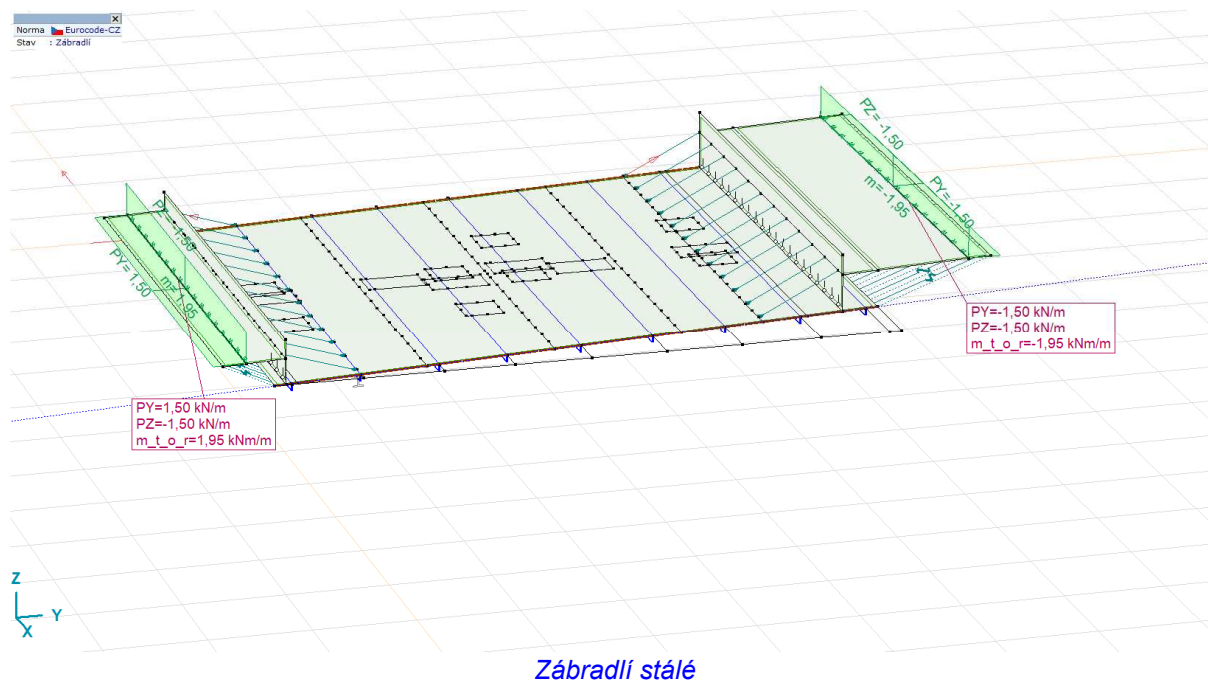 Norma Eurocode-CZ
Stav : Zábradlí
PZ=-1,50
PY=-1,50
m=-1,95
PZ=-1,50
PY=1,50
m=1,95
PY=-1,50 kN/m
PZ=-1,50 kN/m
m_t_o_r=-1,95 kNm/m
PY=1,50 kN/m
PZ=-1,50 kN/m
m_t_o_r=1,95 kNm/m
Z
Y
X
Zábradlí stálé